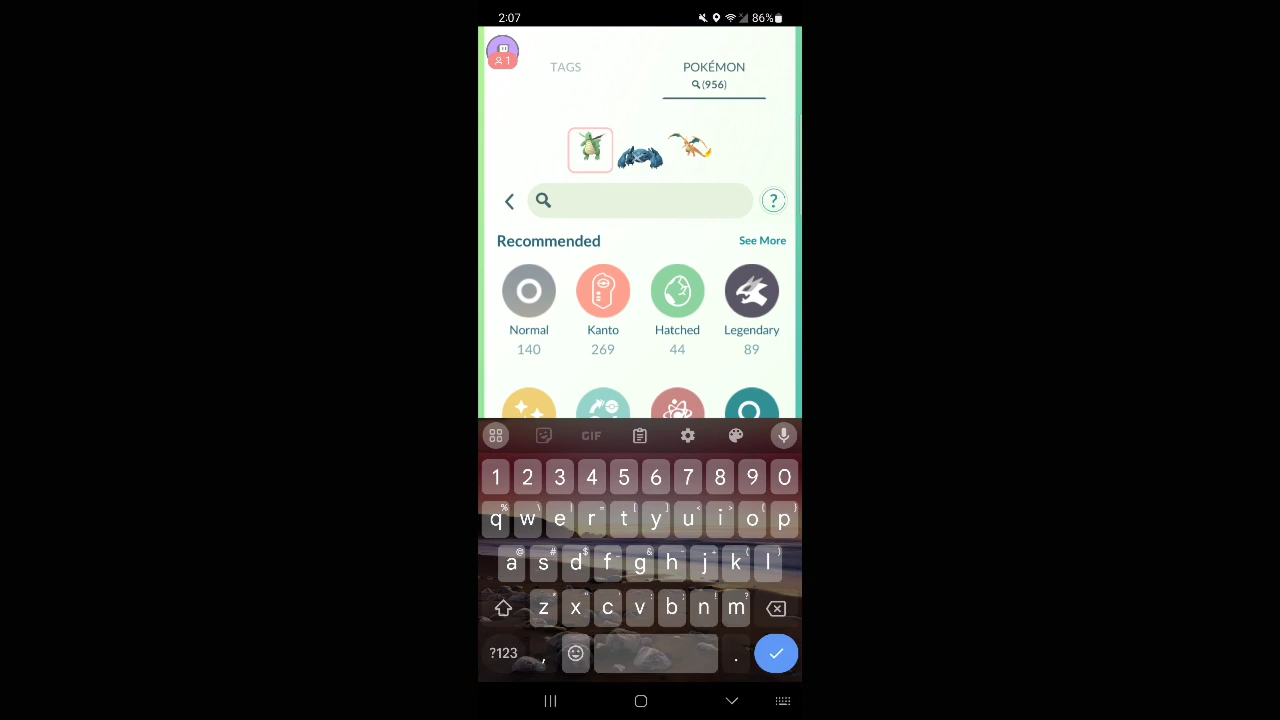 2:07 86%
1
TAGS POKÉMON
(956)
?
Recommended See More
Normal Kanto Hatched Legendary
140 269 44 89
GIF
1 2 3 4 5 6 7 8 9 0
q w e r t y u i o p
a s d f g h j k l
z x c v b n m
?123 , .